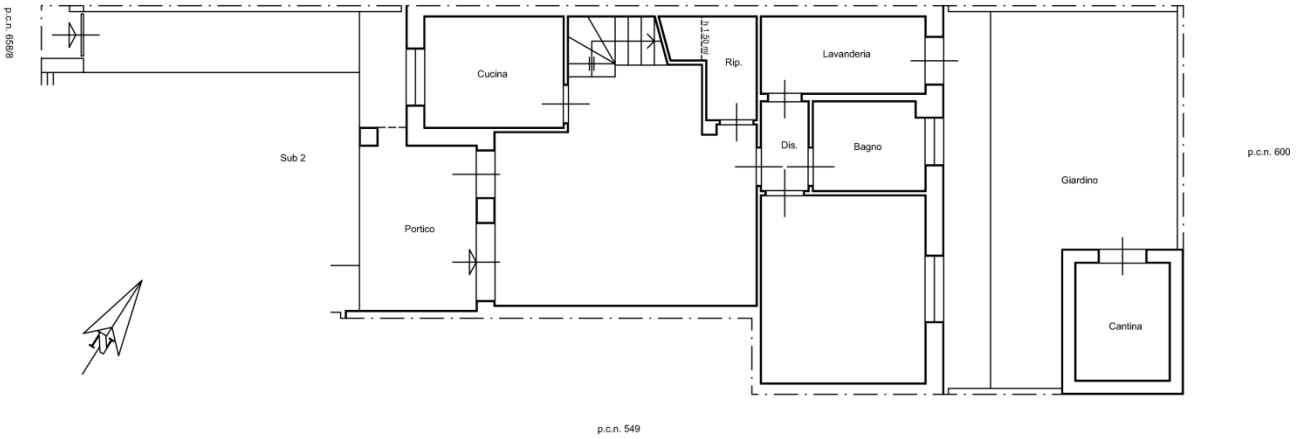 p.c.n. 658/8
h 1.50 ml
Lavanderia
Cucina
Rip.
Dis.
Bagno
Sub 2
p.c.n. 600
Giardino
Portico
Cantina
N
p.c.n. 549